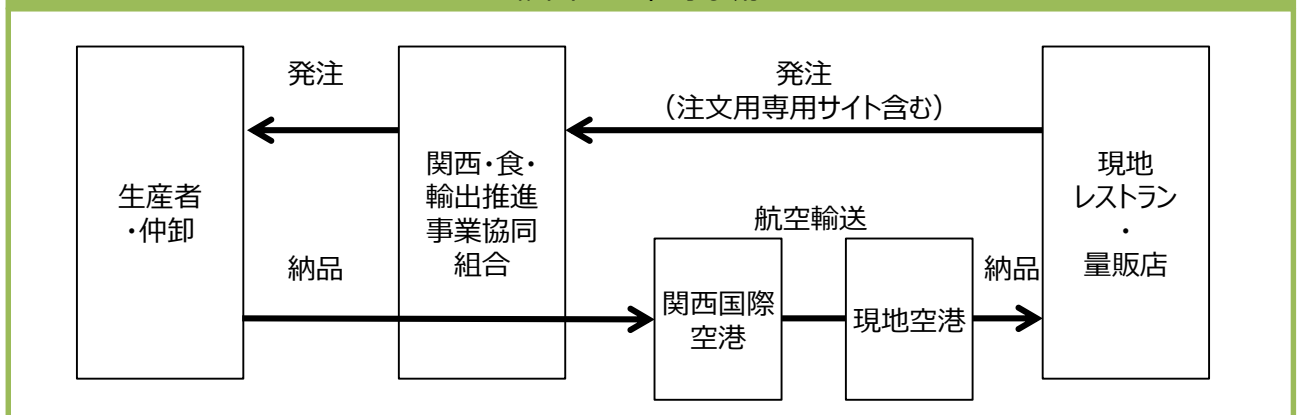 発注
発注
（注文用専用サイト含む）
生産者
・仲卸
関西・食・
輸出推進
事業協同
組合
現地
レストラン
・
量販店
航空輸送
納品
納品
関西国際
空港
現地空港